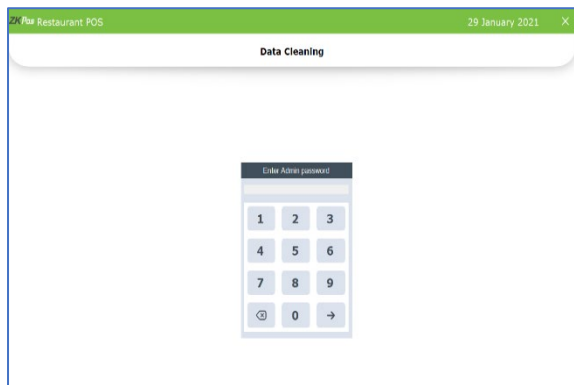 ZKPos Restaurant POS 29 January 2021 X
Data Cleaning
Enter Admin password
1 2 3
4 5 6
7 8 9
0 →